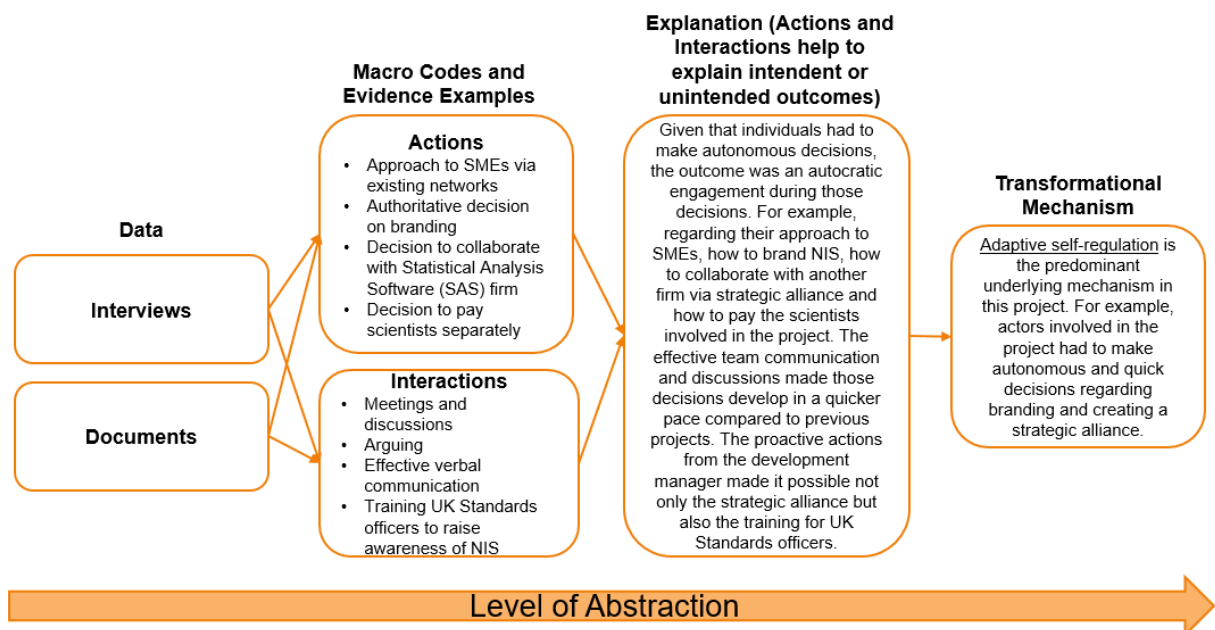 Data
Interviews
Documents
Macro Codes and
Evidence Examples
Actions
• Approach to SMEs via
existing networks
• Authoritative decision
on branding
• Decision to collaborate
with Statistical Analysis
Software (SAS) firm
• Decision to pay
scientists separately
Interactions
• Meetings and
discussions
• Arguing
• Effective verbal
communication
• Training UK Standards
officers to raise
awareness of NIS
Explanation (Actions and
Interactions help to
explain intendent or
unintended outcomes)
Given that individuals had to
make autonomous decisions,
the outcome was an autocratic
engagement during those
decisions. For example,
regarding their approach to
SMEs, how to brand NIS, how
to collaborate with another
firm via strategic alliance and
how to pay the scientists
involved in the project. The
effective team communication
and discussions made those
decisions develop in a quicker
pace compared to previous
projects. The proactive actions
from the development
manager made it possible not
only the strategic alliance but
also the training for UK
Standards officers.
Transformational
Mechanism
Adaptive self-regulation is
the predominant
underlying mechanism in
this project. For example,
actors involved in the
project had to make
autonomous and quick
decisions regarding
branding and creating a
strategic alliance.
Level of Abstraction